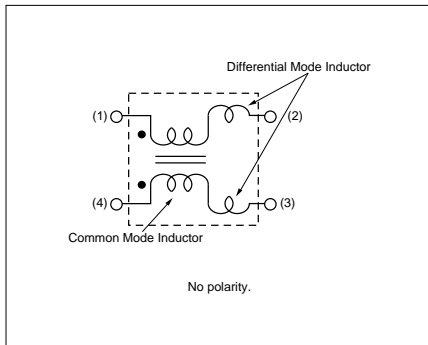 Differential Mode Inductor
(1)
(2)
(4)
(3)
Common Mode Inductor
No polarity.